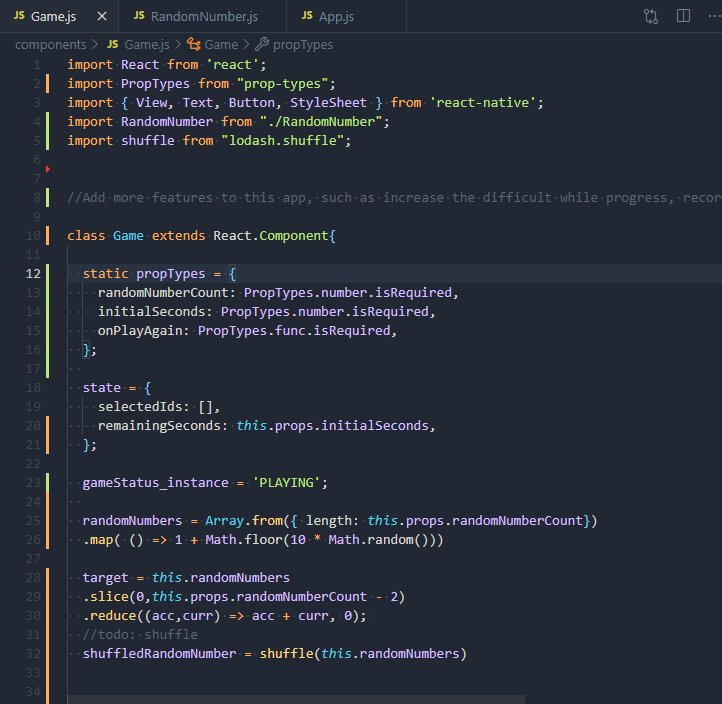 JS Game.js × JS RandomNumber.js JS App.js ...
components > JS Game.js > Game > propTypes
1 import React from 'react';
2 import PropTypes from "prop-types";
3 import { View, Text, Button, StyleSheet } from 'react-native';
4 import RandomNumber from "./RandomNumber";
5 import shuffle from "lodash.shuffle";
6
7
8 //Add more features to this app, such as increase the difficult while progress, recor
9
10 class Game extends React.Component{
11
12 static propTypes = {
13 randomNumberCount: PropTypes.number.isRequired,
14 initialSeconds: PropTypes.number.isRequired,
15 onPlayAgain: PropTypes.func.isRequired,
16 };
17
18 state = {
19 selectedIds: [],
20 remainingSeconds: this.props.initialSeconds,
21 };
22
23 gameStatus_instance = 'PLAYING';
24
25 randomNumbers = Array.from({ length: this.props.randomNumberCount})
26 .map( () => 1 + Math.floor(10 * Math.random()))
27
28 target = this.randomNumbers
29 .slice(0,this.props.randomNumberCount - 2)
30 .reduce((acc,curr) => acc + curr, 0);
31 //todo: shuffle
32 shuffledRandomNumber = shuffle(this.randomNumbers)
33
34